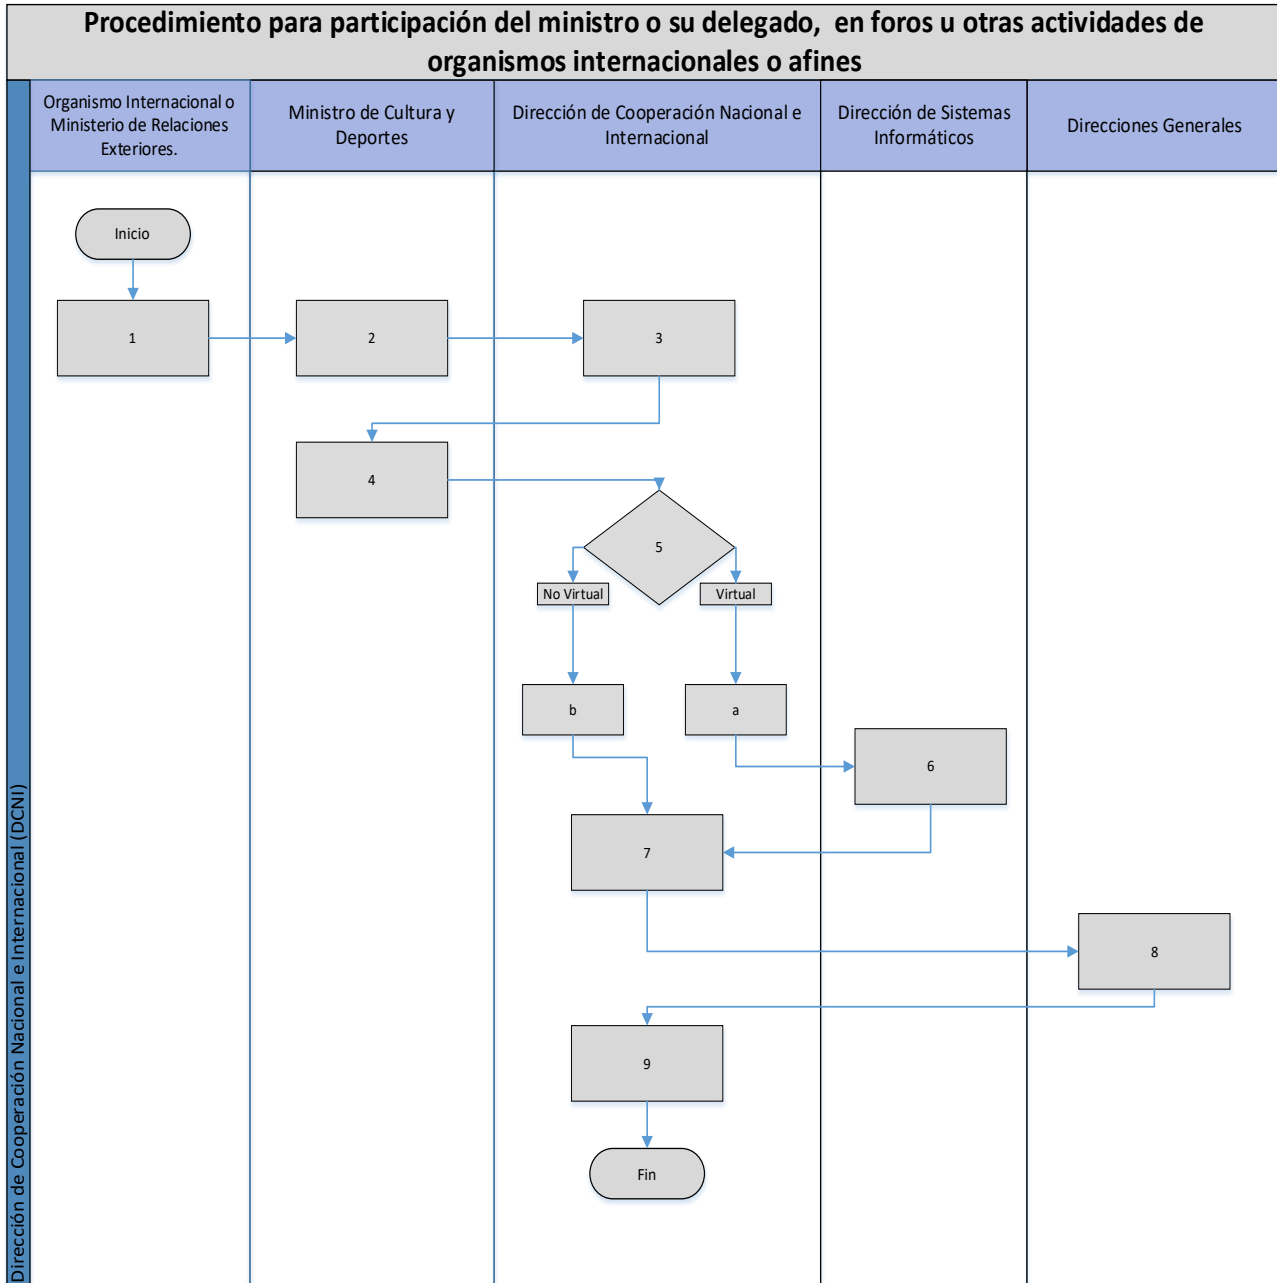 Procedimiento para participación del ministro o su delegado, en foros u otras actividades de
organismos internacionales o afines
Organismo Internacional o
Ministerio de Relaciones
Exteriores.
Ministro de Cultura y
Deportes
Dirección de Cooperación Nacional e
Internacional
Dirección de Sistemas
Informáticos
Direcciones Generales
Dirección de Cooperación Nacional e Internacional (DCNI)
Inicio
1
2
3
4
5
No Virtual
Virtual
b
a
6
7
8
9
Fin